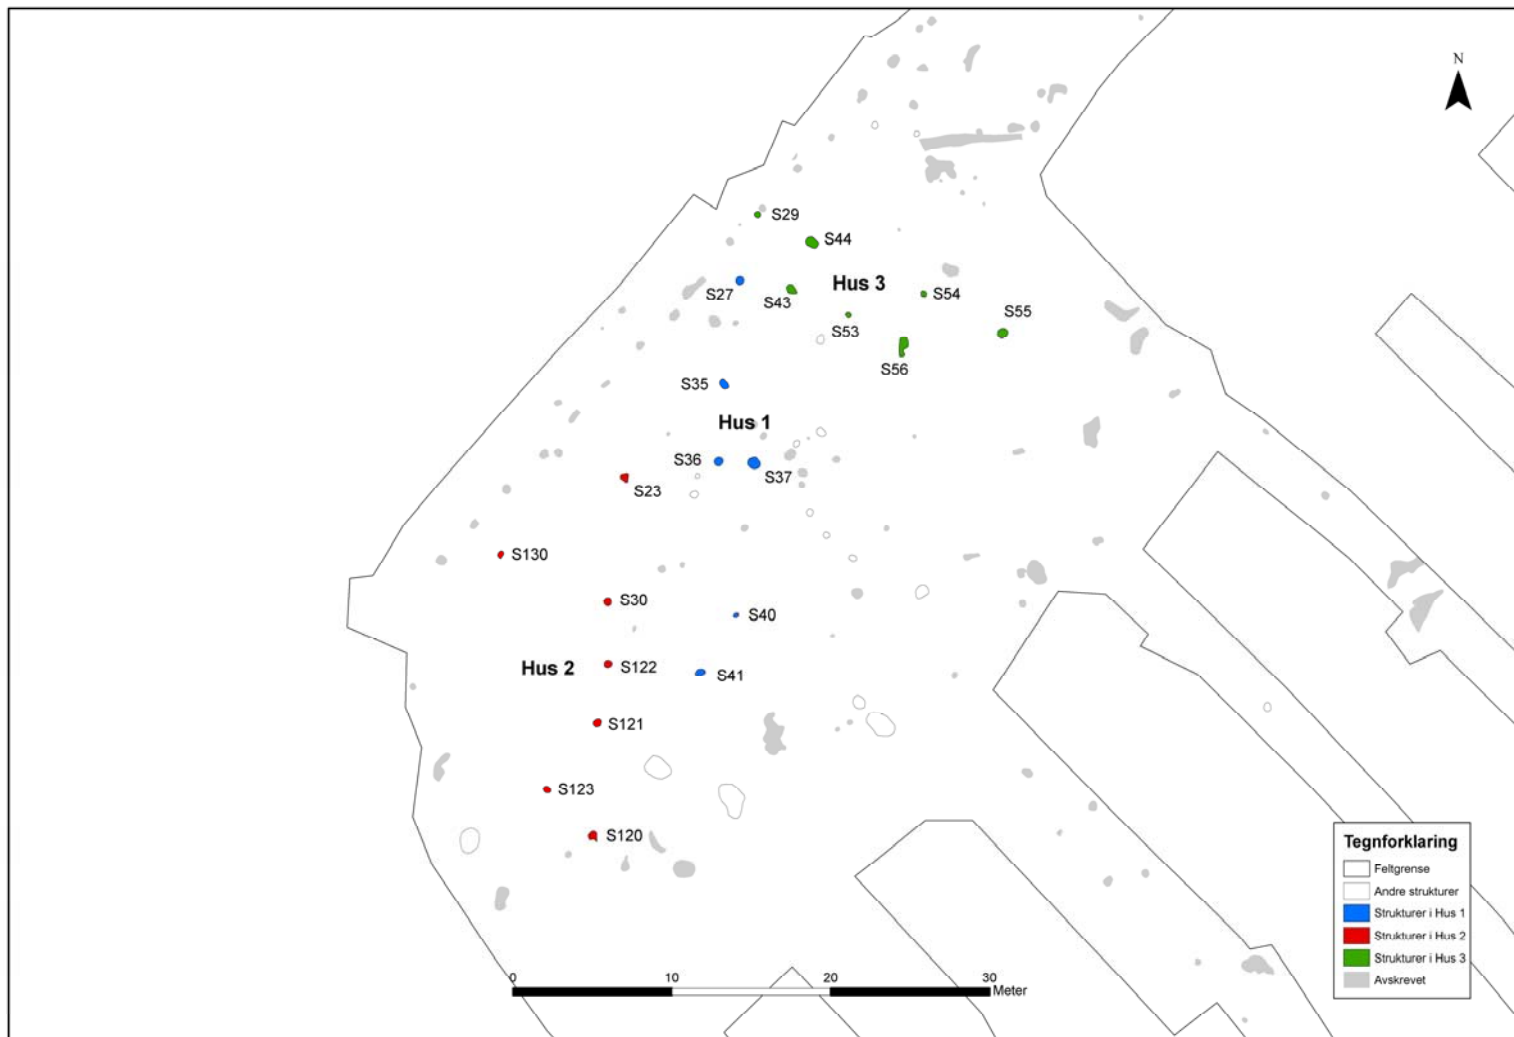 N
S29
S44
S27
S43
Hus 3
S54
S53
S55
S56
S35
Hus 1
S36
S37
S23
S130
S30
S40
Hus 2
S122
S41
S121
S123
S120
0 10 20 30
Meter
Tegnforklaring
Feltgrense
Andre strukturer
Strukturer i Hus 1
Strukturer i Hus 2
Strukturer i Hus 3
Avskrevet